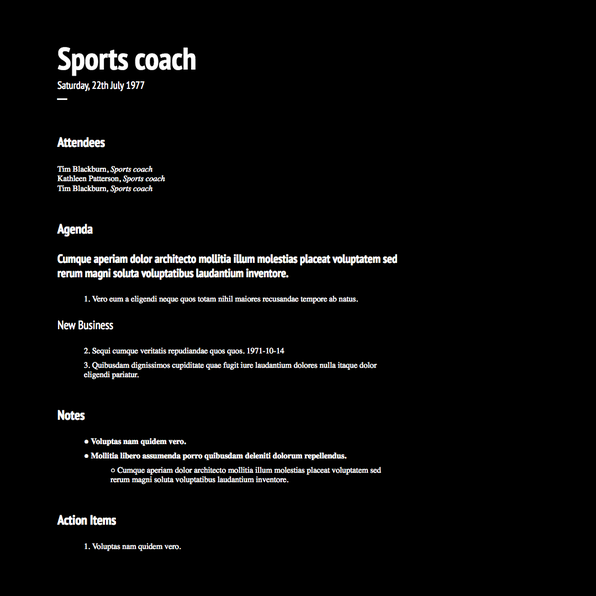 Sports coach
Saturday, 22th July 1977
—
Attendees
Tim Blackburn, Sports coach
Kathleen Patterson, Sports coach
Tim Blackburn, Sports coach
Agenda
Cumque aperiam dolor architecto mollitia illum molestias placeat voluptatem sed
rerum magni soluta voluptatibus laudantium inventore.
1. Vero eum a eligendi neque quos totam nihil maiores recusandae tempore ab natus.
New Business
2. Sequi cumque veritatis repudiandae quos quos. 1971-10-14
3. Quibusdam dignissimos cupiditate quae fugit iure laudantium dolores nulla itaque dolor
eligendi pariatur.
Notes
● Voluptas nam quidem vero.
● Mollitia libero assumenda porro quibusdam deleniti dolorum repellendus.
○ Cumque aperiam dolor architecto mollitia illum molestias placeat voluptatem sed
rerum magni soluta voluptatibus laudantium inventore.
Action Items
1. Voluptas nam quidem vero.